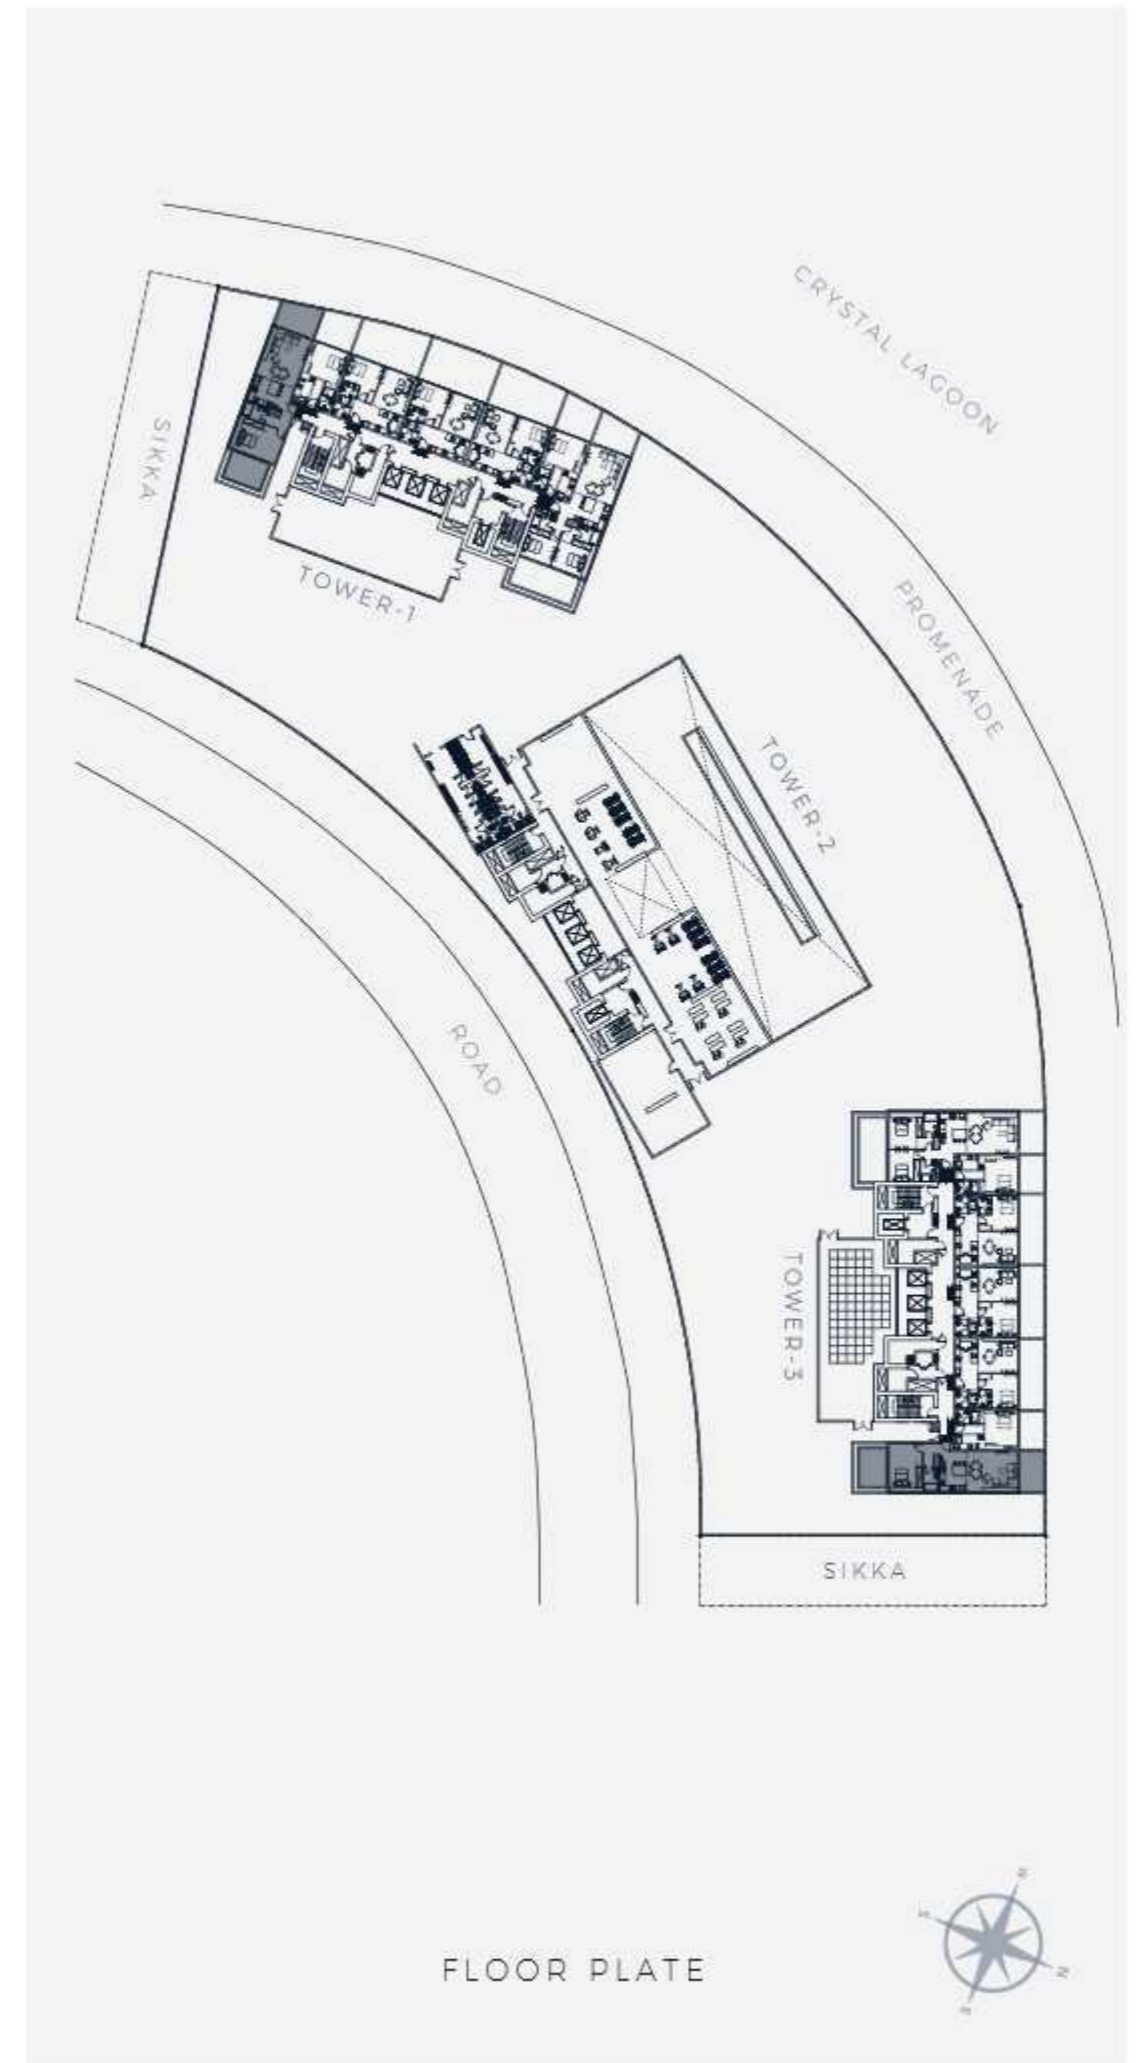 CRYSTAL LAGOON
SIKKA
TOWER-1
PROMENADE
TOWER-2
ROAD
TOWER-3
SIKKA
FLOOR PLATE